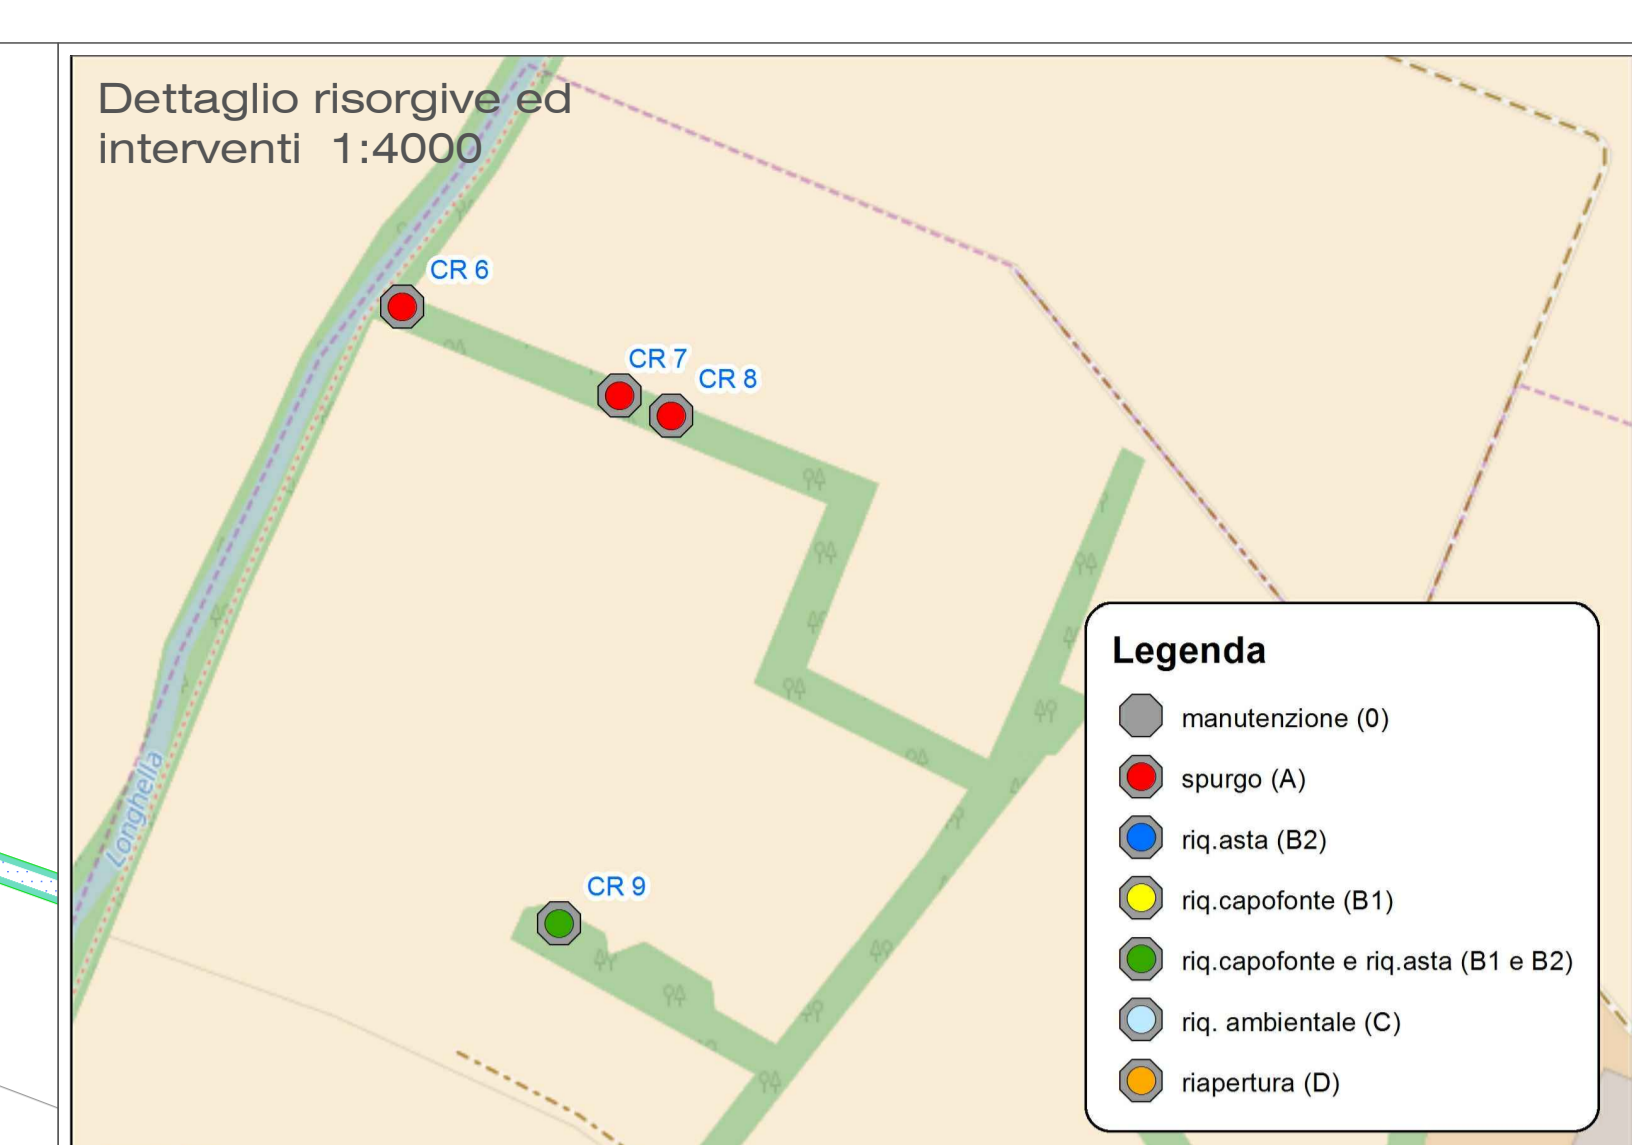 Dettaglio risorgive ed
interventi 1:4000
CR 6
CR 7
CR 8
CR 9
Longhella
Legenda
manutenzione (0)
spurgo (A)
riq.asta (B2)
riq.capofonte (B1)
riq.capofonte e riq.asta (B1 e B2)
riq. ambientale (C)
riapertura (D)